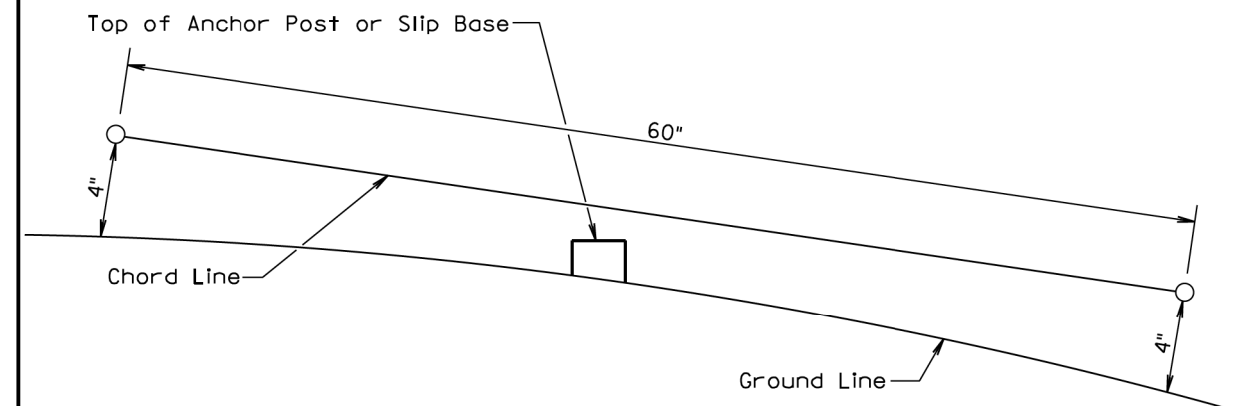 Top of Anchor Post or Slip Base
60"
4"
Chord Line
4"
Ground Line